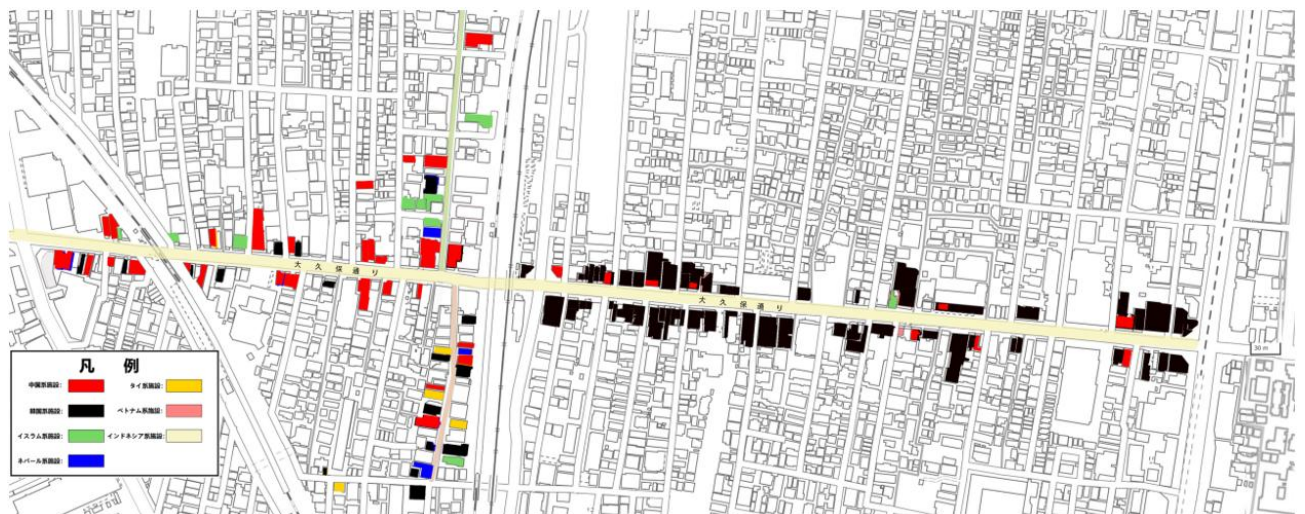 大久保通り
大久保通り
30m
凡例
中国系施設:
タイ系施設:
韓国系施設:
ベトナム系施設:
イスラム系施設:
インドネシア系施設:
ネパール系施設: